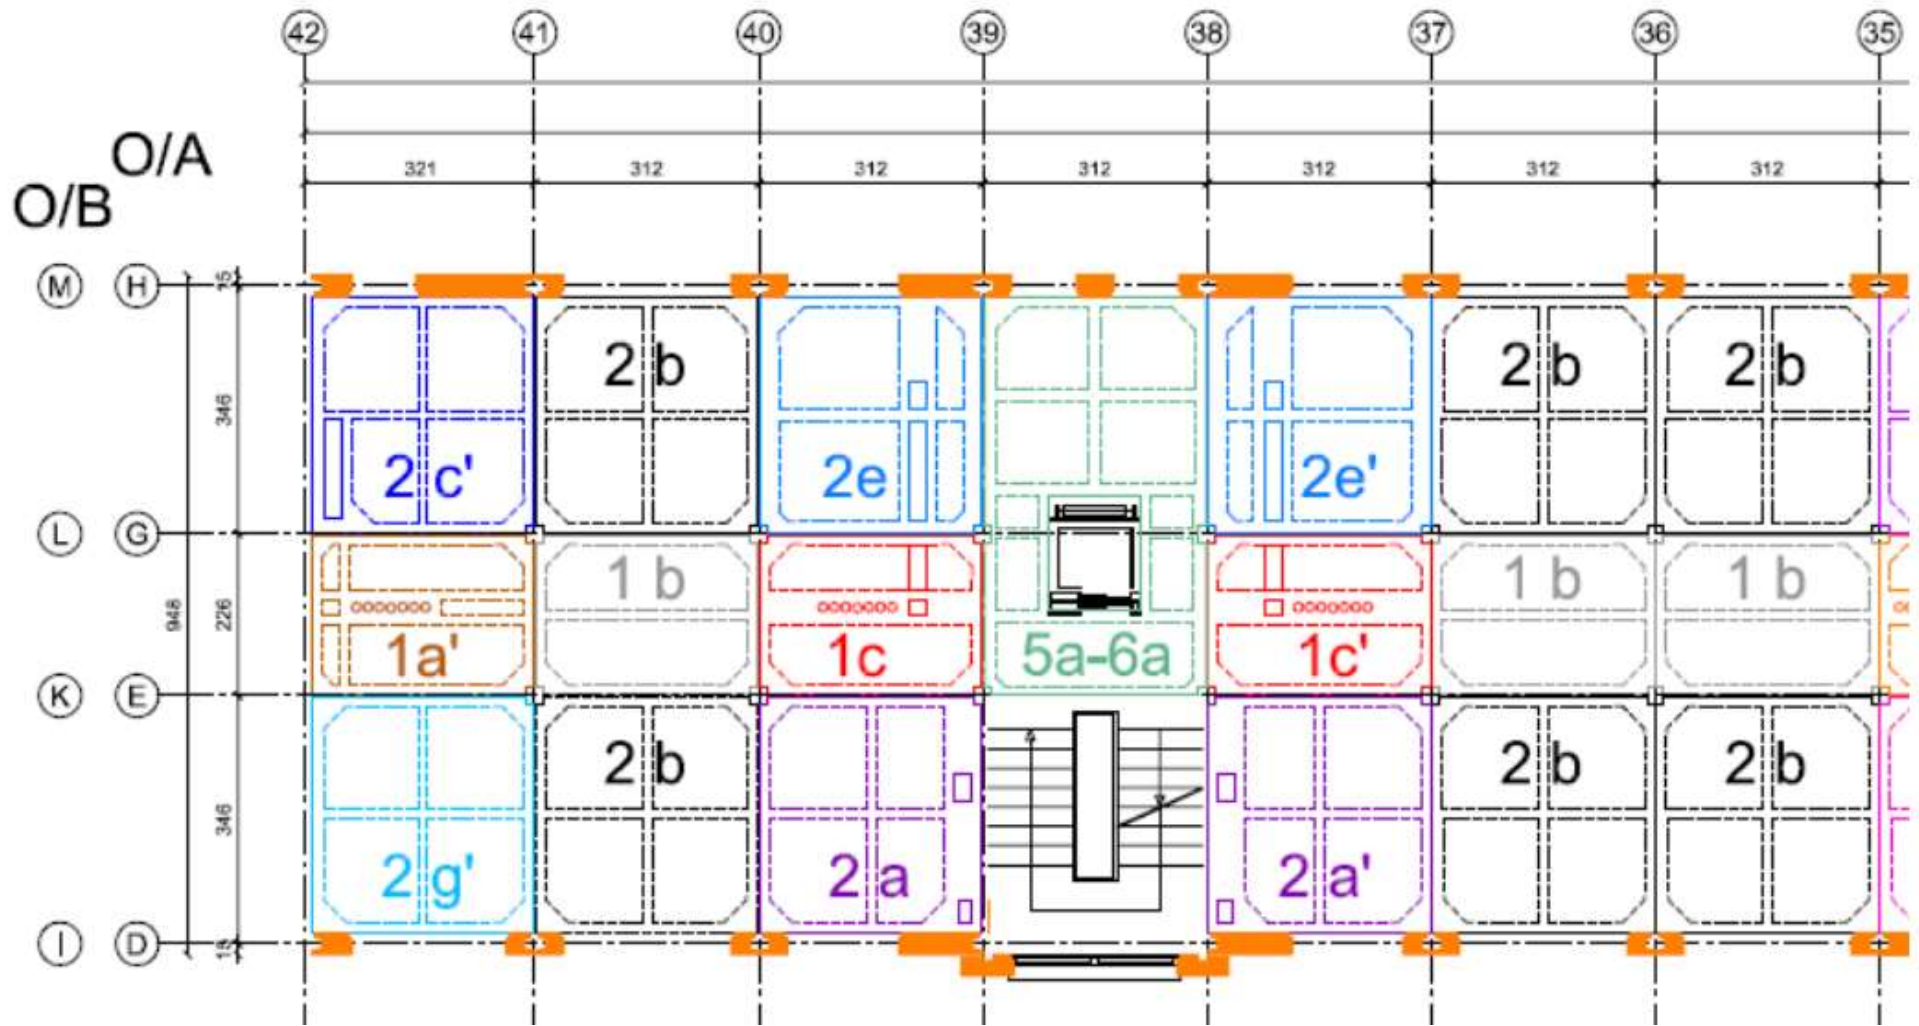 42 41 40 39 38 37 36 35
O/A
321 312 312 312 312 312 312
O/B
M H 15
2 b 2 b 2 b
346
2 c' 2e 2e' 
L G
1 b 1 b 1 b
948 226
1a' 1c 5a-6a 1c'
K E
2 b 2 b 2 b
346
2 g' 2 a 2 a'
I D 15